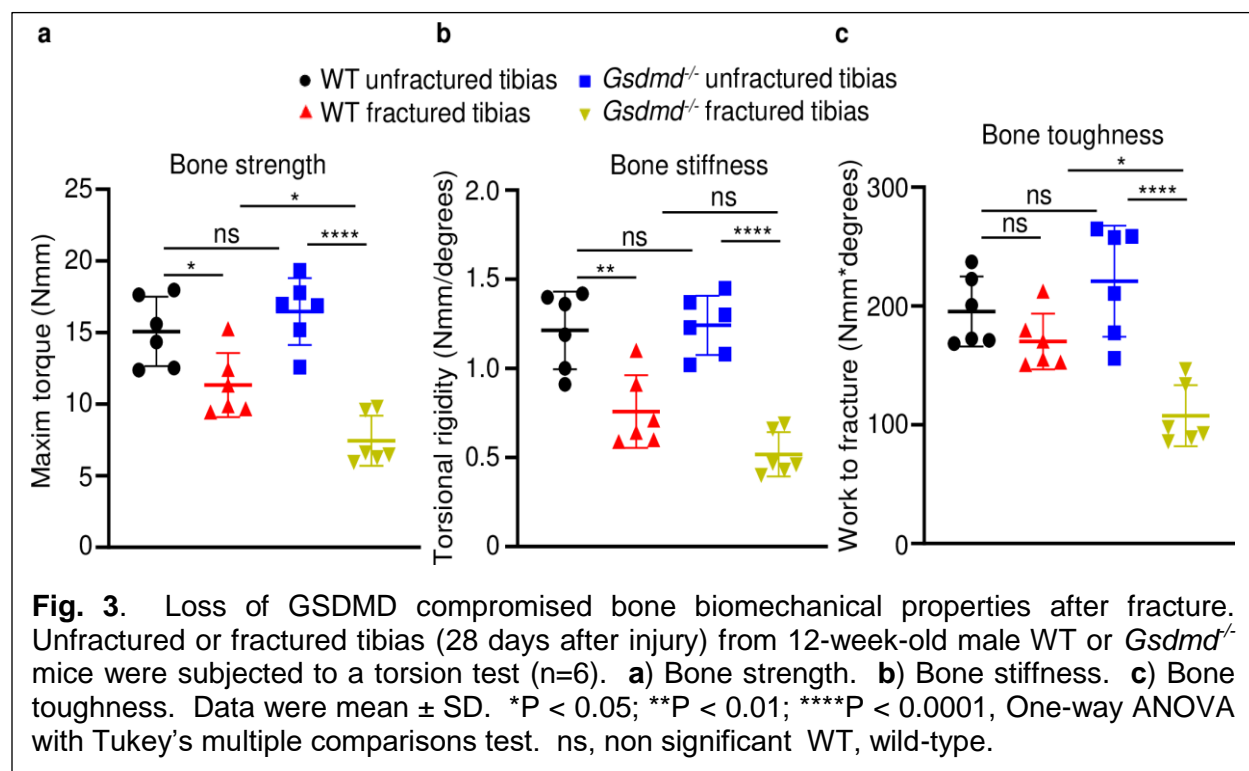 a
b
c
WT unfractured tibias
Gsdmd-/- unfractured tibias
WT fractured tibias
Gsdmd-/- fractured tibias
Bone strength
Maxim torque (Nmm)
25
20
15
10
5
0
*
ns
*
****
Bone stiffness
Torsional rigidity (Nmm/degrees)
2.0
1.5
1.0
0.5
0
ns
ns
**
****
Bone toughness
Work to fracture (Nmm*degrees)
300
200
100
0
*
ns
ns
****
Fig. 3. Loss of GSDMD compromised bone biomechanical properties after fracture.
Unfractured or fractured tibias (28 days after injury) from 12-week-old male WT or Gsdmd-/-
mice were subjected to a torsion test (n=6). a) Bone strength. b) Bone stiffness. c) Bone
toughness. Data were mean ± SD. *P < 0.05; **P < 0.01; ****P < 0.0001, One-way ANOVA
with Tukey's multiple comparisons test. ns, non significant WT, wild-type.